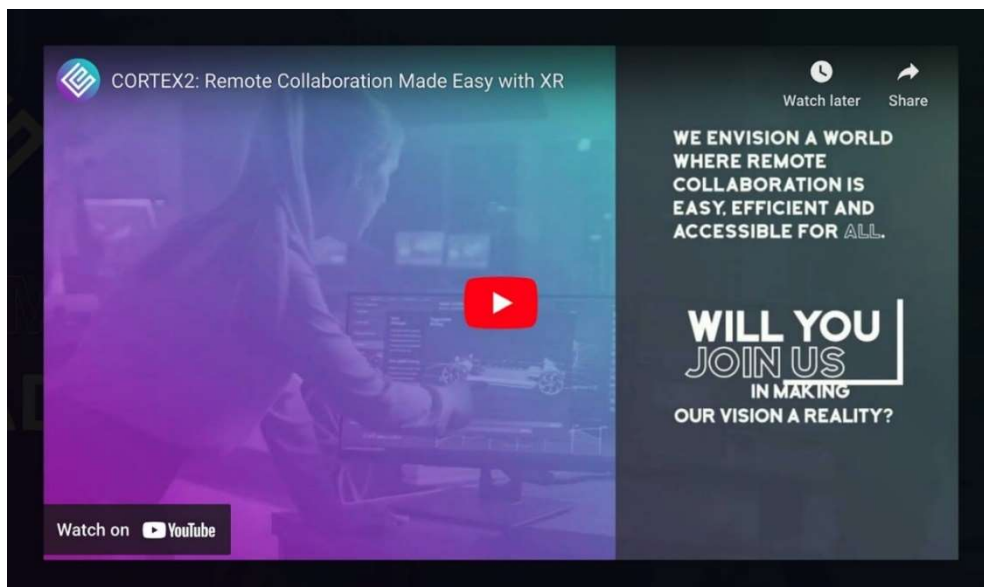 CORTEX2: Remote Collaboration Made Easy with XR
Watch later
Share
WE ENVISION A WORLD
WHERE REMOTE
COLLABORATION IS
EASY, EFFICIENT AND
ACCESSIBLE FOR ALL.
WILL YOU
JOIN US
IN MAKING
OUR VISION A REALITY?
Watch on YouTube